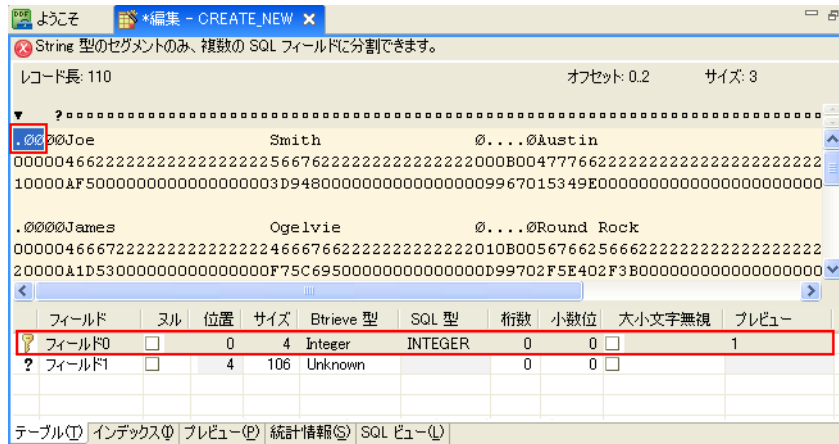 ようこそ *編集 - CREATE_NEW
String 型のセグメントのみ、複数の SQL フィールドに分割できます。
レコード長: 110 オフセット: 0..2 サイズ: 3
.ØØØØJoe Smith Ø....ØAustin
.ØØØØJames Ogelvie Ø....ØRound Rock
フィールド ヌル 位置 サイズ Btrieve 型 SQL 型 桁数 小数位 大小文字無視 プレビュー
フィールド0 0 4 Integer INTEGER 0 0 1
? フィールド1 4 106 Unknown 0 0
テーブル(T) インデックス(I) プレビュー(P) 統計情報(S) SQL ビュー(L)